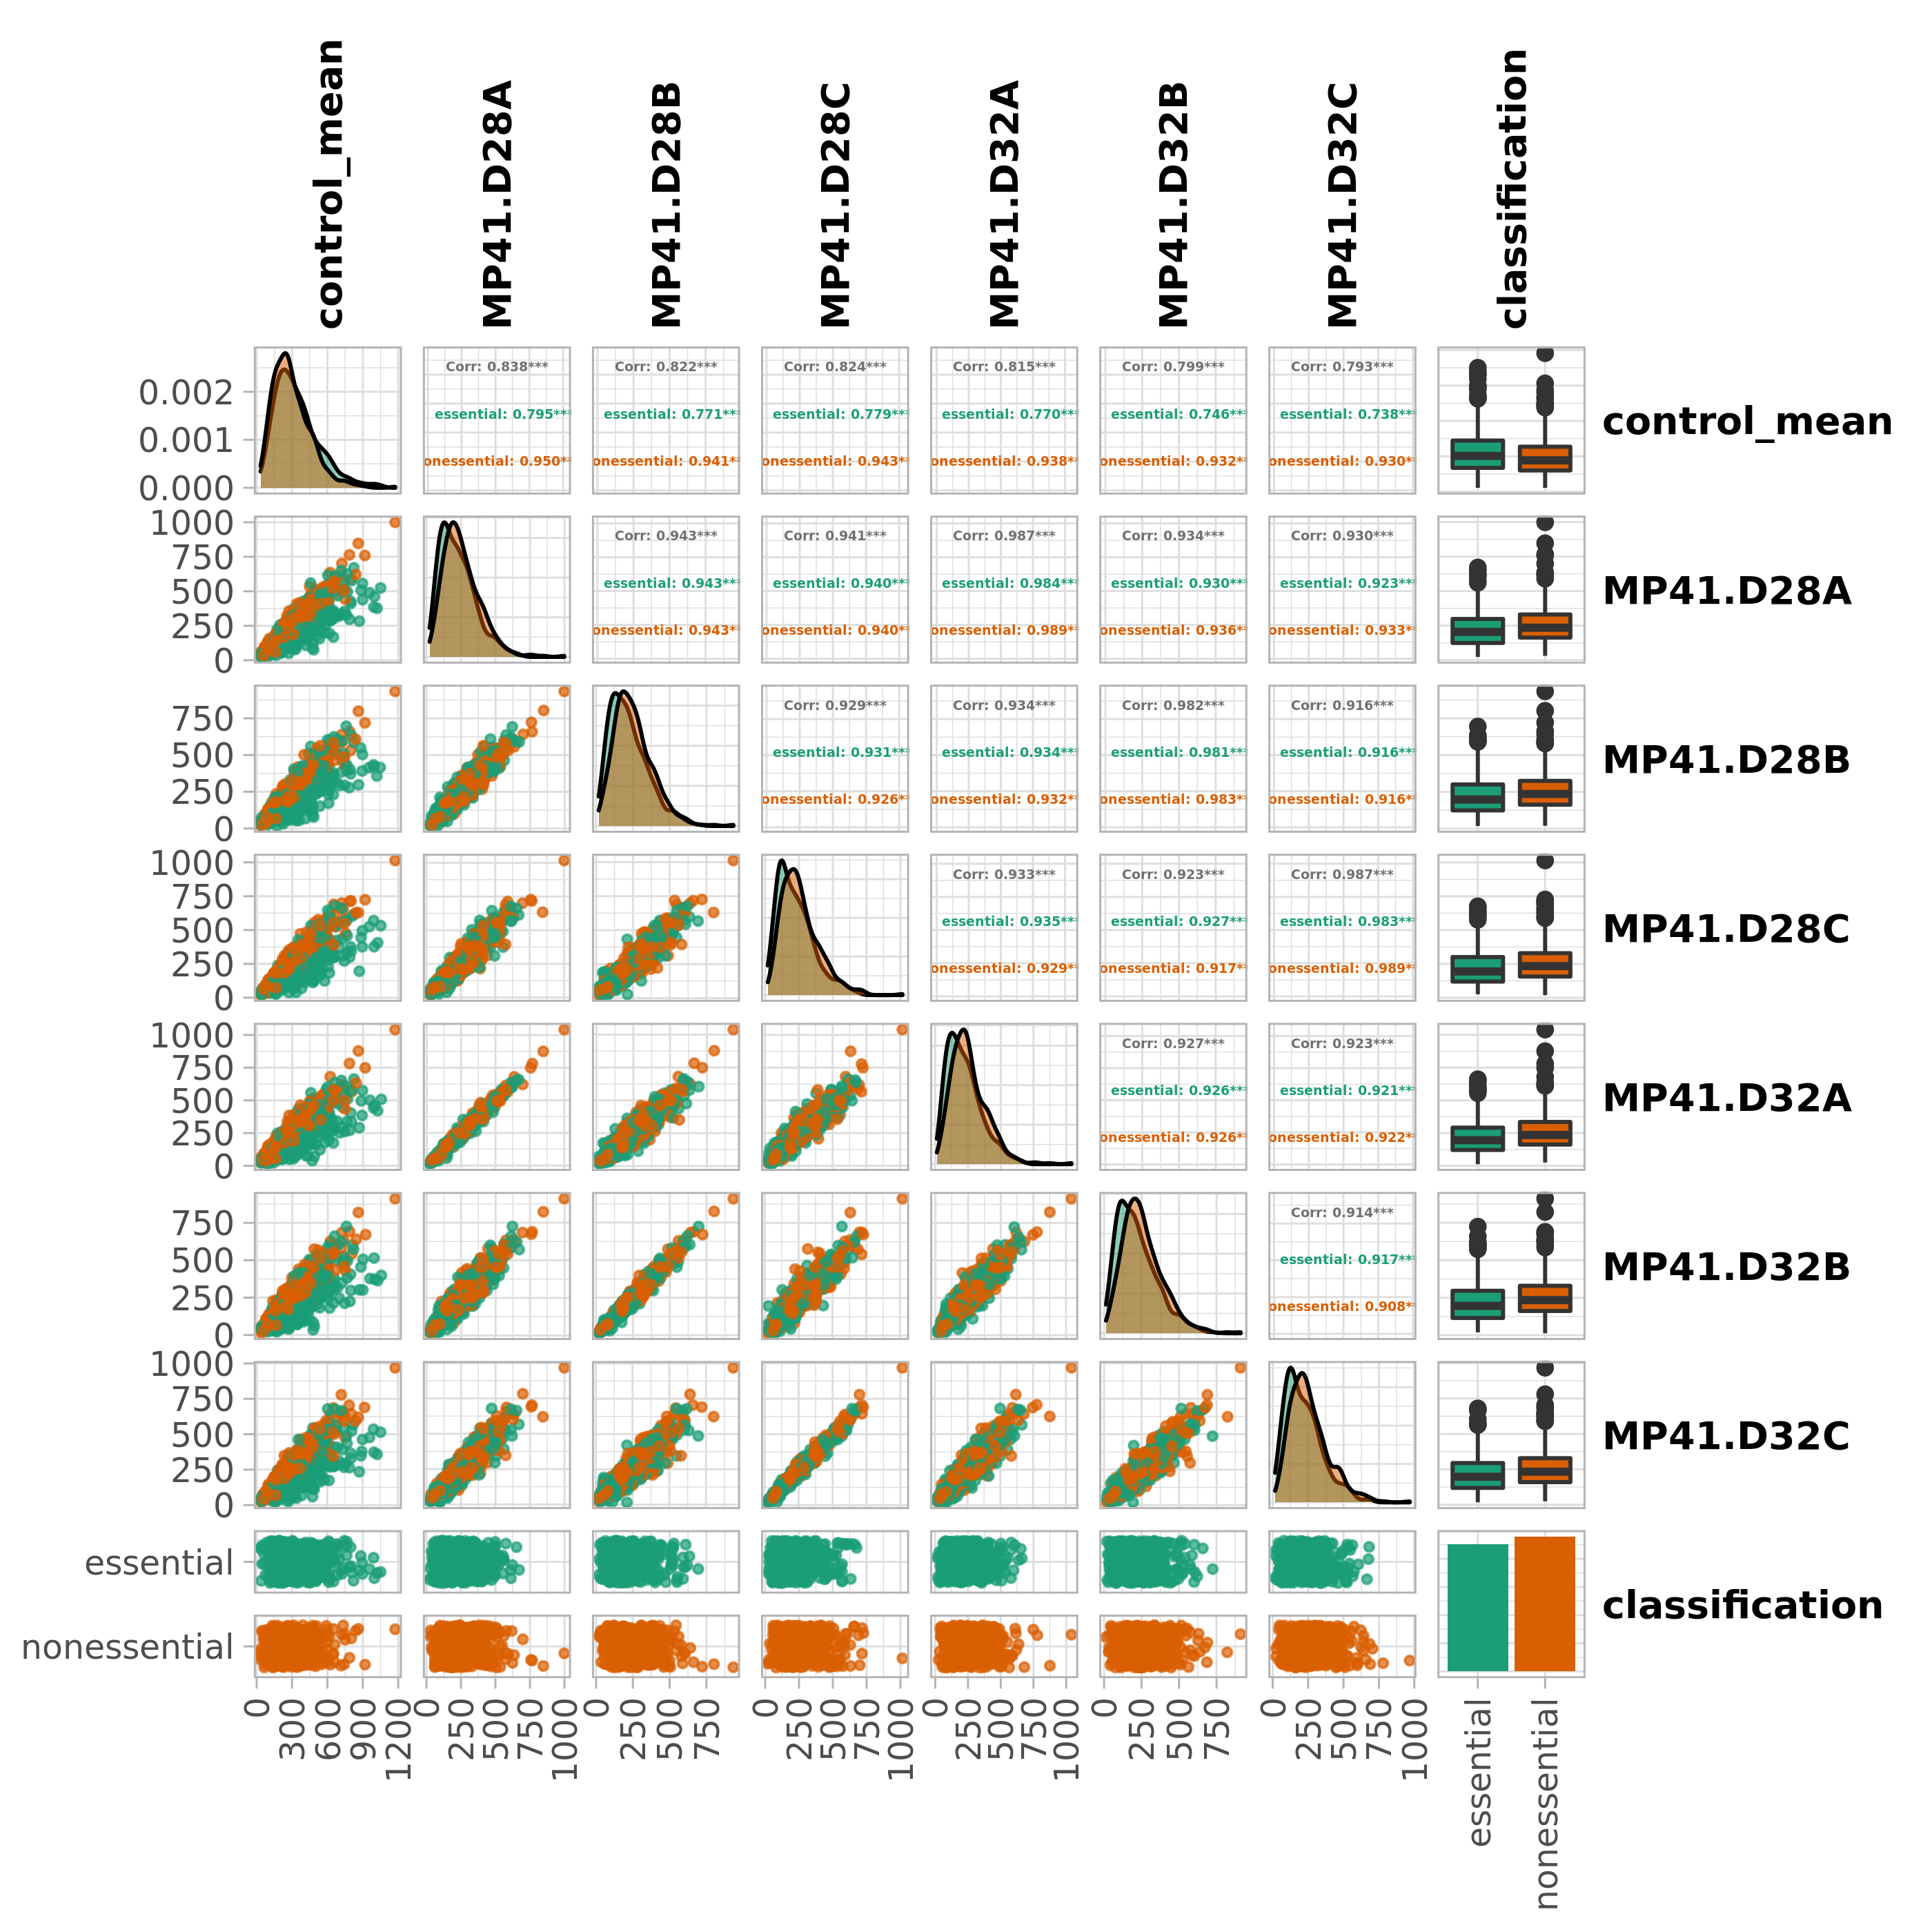 control_mean
MP41.D28A
MP41.D28B
MP41.D28C
MP41.D32A
MP41.D32B
MP41.D32C
classification
0.002
0.001
0.000
Corr: 0.838***
essential: 0.795***
onessential: 0.950**
Corr: 0.822***
essential: 0.771***
onessential: 0.941**
Corr: 0.824***
essential: 0.779***
onessential: 0.943**
Corr: 0.815***
essential: 0.770***
onessential: 0.938**
Corr: 0.799***
essential: 0.746***
onessential: 0.932**
Corr: 0.793***
essential: 0.738***
onessential: 0.930**
control_mean
1000
750
500
250
0
Corr: 0.943***
essential: 0.943***
onessential: 0.943**
Corr: 0.941***
essential: 0.940***
onessential: 0.940**
Corr: 0.987***
essential: 0.984***
onessential: 0.989**
Corr: 0.934***
essential: 0.930***
onessential: 0.936**
Corr: 0.930***
essential: 0.923***
onessential: 0.933**
MP41.D28A
750
500
250
0
Corr: 0.929***
essential: 0.931***
onessential: 0.926**
Corr: 0.934***
essential: 0.934***
onessential: 0.932**
Corr: 0.982***
essential: 0.981***
onessential: 0.983**
Corr: 0.916***
essential: 0.916***
onessential: 0.916**
MP41.D28B
1000
750
500
250
0
Corr: 0.933***
essential: 0.935***
onessential: 0.929**
Corr: 0.923***
essential: 0.927***
onessential: 0.917**
Corr: 0.987***
essential: 0.983***
onessential: 0.989**
MP41.D28C
1000
750
500
250
0
Corr: 0.927***
essential: 0.926***
onessential: 0.926**
Corr: 0.923***
essential: 0.921***
onessential: 0.922**
MP41.D32A
750
500
250
0
Corr: 0.914***
essential: 0.917***
onessential: 0.908**
MP41.D32B
1000
750
500
250
0
MP41.D32C
essential
nonessential
classification
0
300
600
900
1200
0
250
500
750
1000
0
250
500
750
0
250
500
750
1000
0
250
500
750
1000
0
250
500
750
0
250
500
750
1000
essential
nonessential